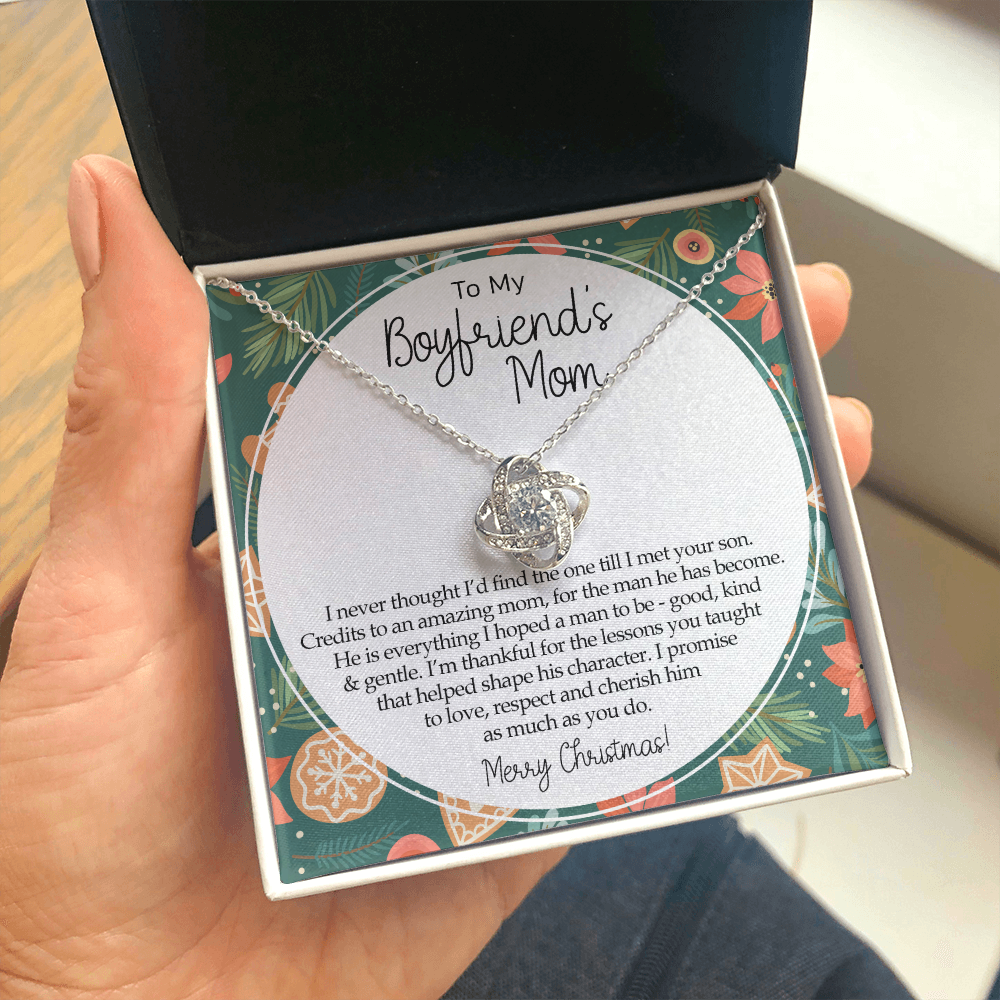 To My
Boyfriend's
Mom
I never thought I'd find the one till I met your son.
Credits to an amazing mom, for the man he has become.
He is everything I hoped a man to be - good, kind
& gentle. I'm thankful for the lessons you taught
that helped shape his character. I promise
to love, respect and cherish him
as much as you do.
Merry Christmas!